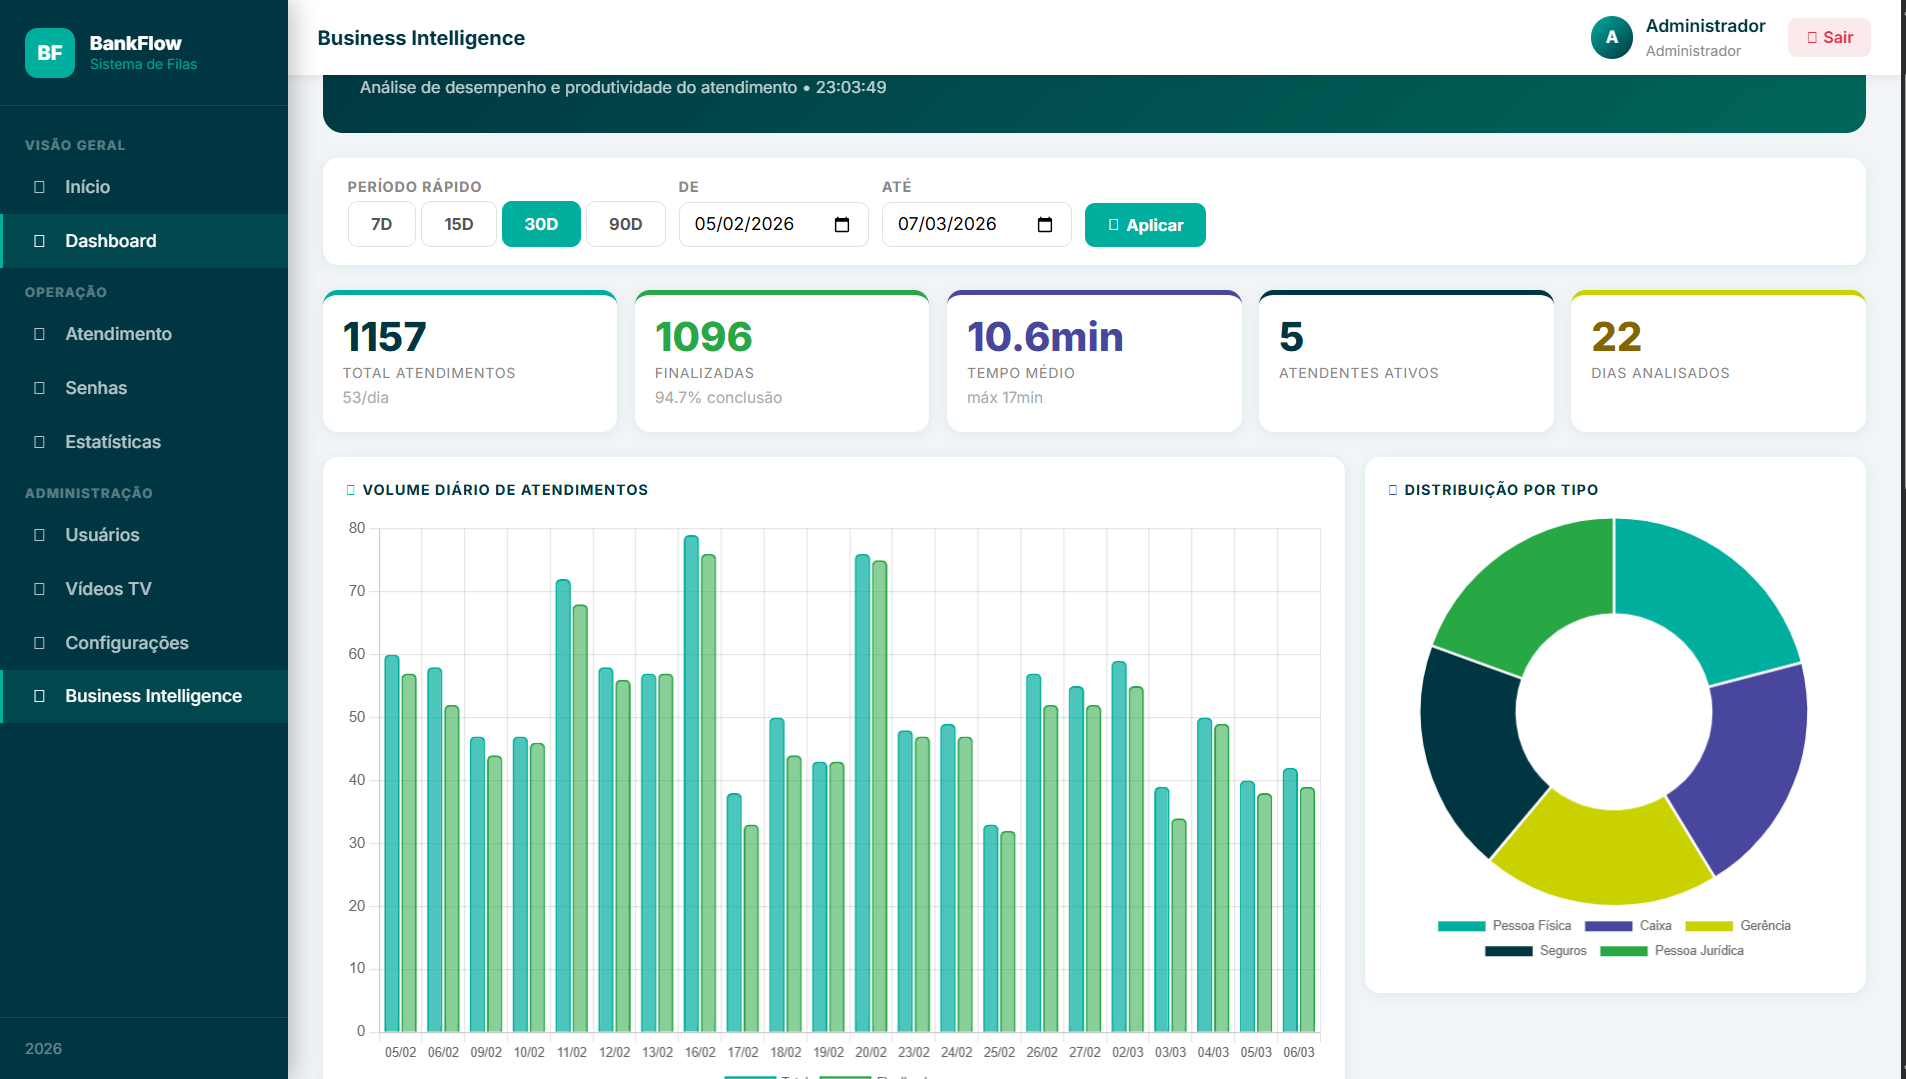 BF
BankFlow
Sistema de Filas
VISÃO GERAL
Início
Dashboard
OPERAÇÃO
Atendimento
Senhas
Estatísticas
ADMINISTRAÇÃO
Usuários
Vídeos TV
Configurações
Business Intelligence
2026
Business Intelligence
A
Administrador
Administrador
Sair
Análise de desempenho e produtividade do atendimento • 23:03:49
PERÍODO RÁPIDO
7D 15D 30D 90D
DE
05/02/2026
ATÉ
07/03/2026
Aplicar
1157
TOTAL ATENDIMENTOS
53/dia
1096
FINALIZADAS
94.7% conclusão
10.6min
TEMPO MÉDIO
máx 17min
5
ATENDENTES ATIVOS
22
DIAS ANALISADOS
VOLUME DIÁRIO DE ATENDIMENTOS
80
70
60
50
40
30
20
10
0
05/02 06/02 09/02 10/02 11/02 12/02 13/02 16/02 17/02 18/02 19/02 20/02 23/02 24/02 25/02 26/02 27/02 02/03 03/03 04/03 05/03 06/03
DISTRIBUIÇÃO POR TIPO
Pessoa Física Caixa Gerência
Seguros Pessoa Jurídica